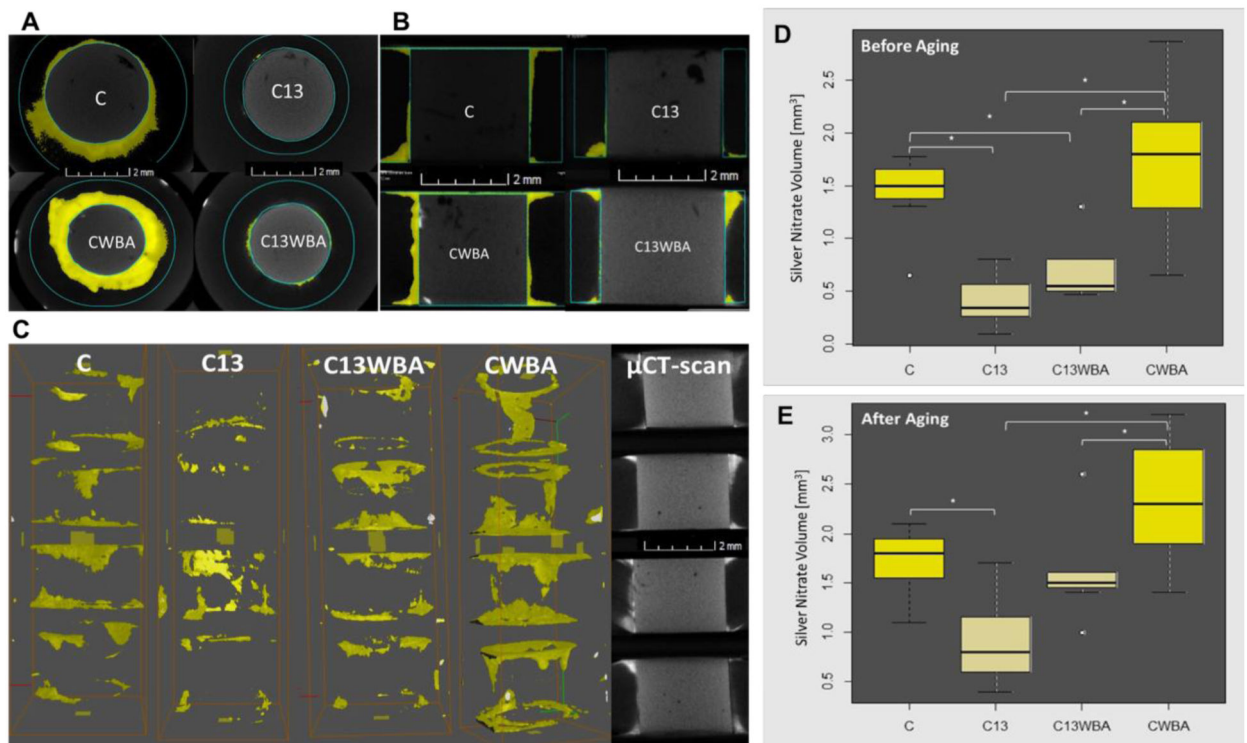 A
C
C13
2 mm
2 mm
CWBA
C13WBA
B
C
C13
2 mm
2 mm
CWBA
C13WBA
C
C
C13
C13WBA
CWBA
μCT-scan
2 mm
D
Before Aging
Silver Nitrate Volume [mm³]
2.5
2.0
1.5
1.0
0.5
0.0
*
*
*
*
C
C13
C13WBA
CWBA
E
After Aging
Silver Nitrate Volume [mm³]
3.0
2.5
2.0
1.5
1.0
0.5
*
*
*
C
C13
C13WBA
CWBA